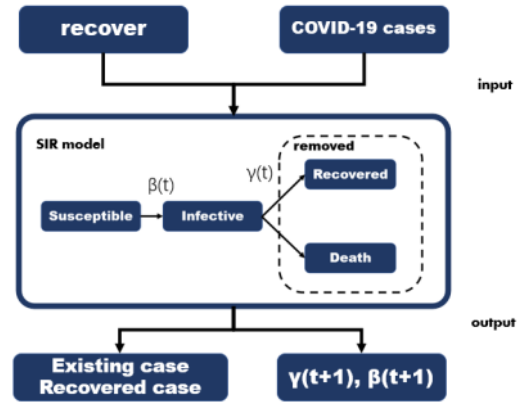 recover
COVID-19 cases
input
SIR model
removed
β(t)
γ(t)
Recovered
Susceptible
Infective
Death
output
Existing case
Recovered case
γ(t+1), β(t+1)